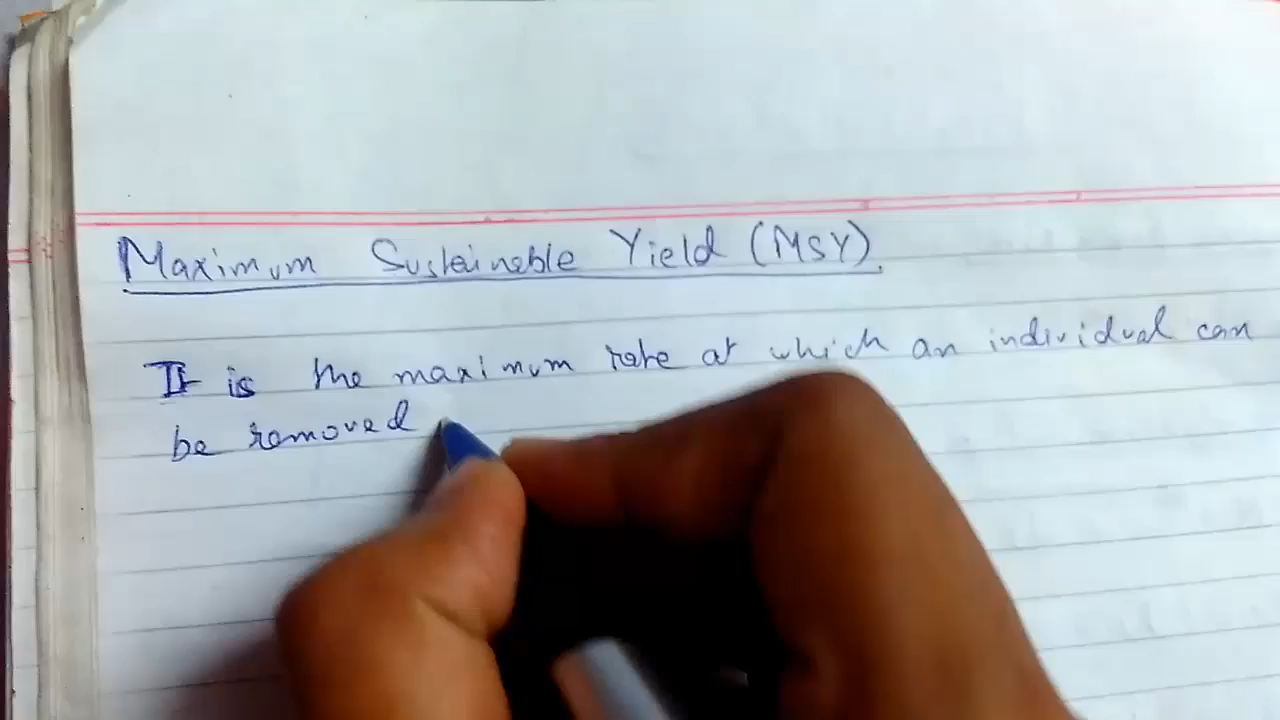 Maximum Sustainable Yield (MSY).
It is the maximum rate at which an individual can
be removed